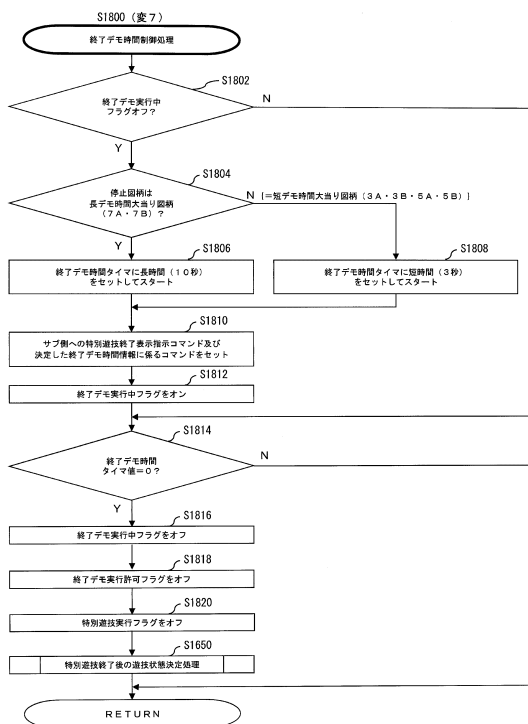 S1800（変７）
終了デモ時間制御処理
S1802
終了デモ実行中
フラグオフ？
N
Y
S1804
停止図柄は
長デモ時間大当り図柄
（７Ａ・７Ｂ）？
N［＝短デモ時間大当り図柄（３Ａ・３Ｂ・５Ａ・５Ｂ）］
Y
S1806
終了デモ時間タイマに長時間（１０秒）
をセットしてスタート
S1808
終了デモ時間タイマに短時間（３秒）
をセットしてスタート
S1810
サブ側への特別遊技終了表示指示コマンド及び
決定した終了デモ時間情報に係るコマンドをセット
S1812
終了デモ実行中フラグをオン
S1814
終了デモ時間
タイマ値＝０？
N
Y
S1816
終了デモ実行中フラグをオフ
S1818
終了デモ実行許可フラグをオフ
S1820
特別遊技実行フラグをオフ
S1650
特別遊技終了後の遊技状態決定処理
ＲＥＴＵＲＮ